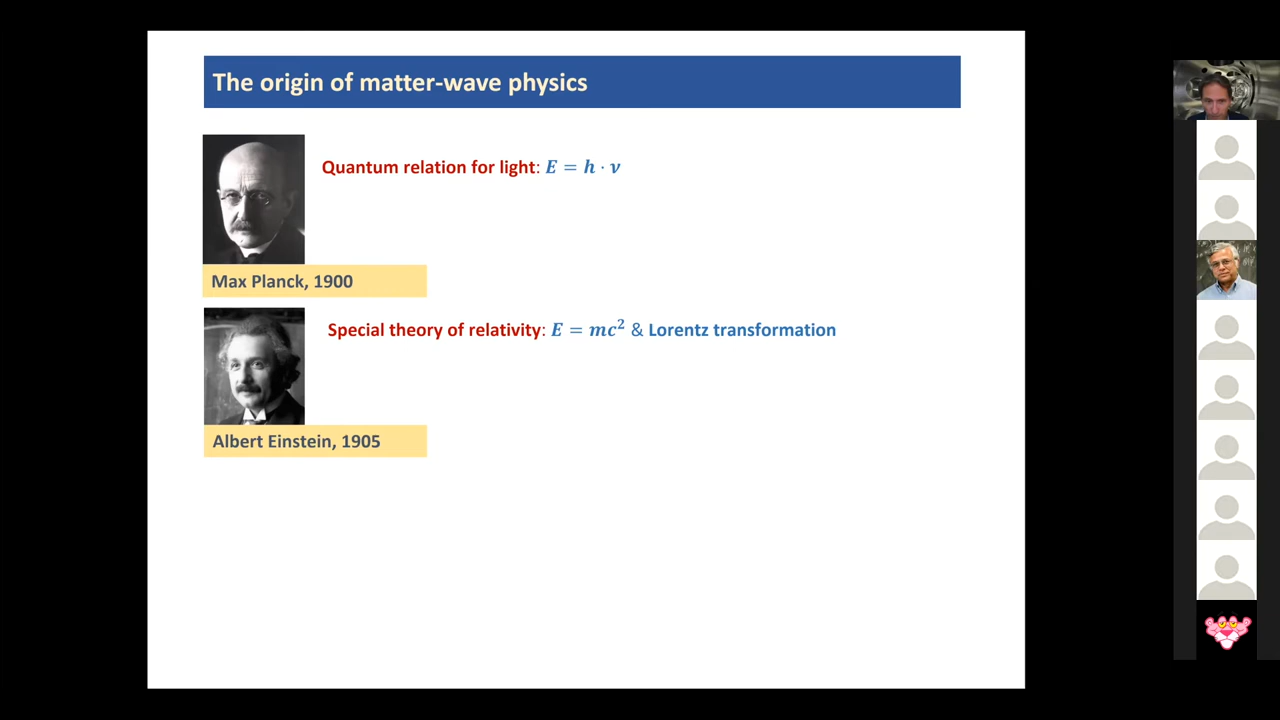 The origin of matter-wave physics
Quantum relation for light: E = h · ν
Max Planck, 1900
Special theory of relativity: E = mc² & Lorentz transformation
Albert Einstein, 1905